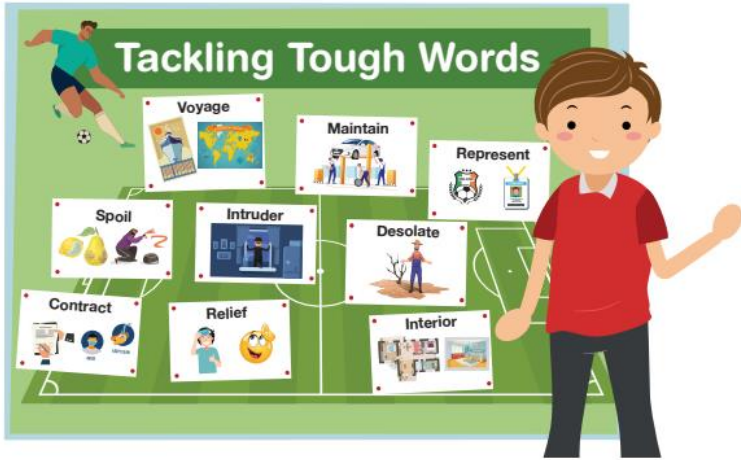 Tackling Tough Words
Voyage
Maintain
Represent
Spoil
Intruder
Desolate
Contract
Relief
Interior